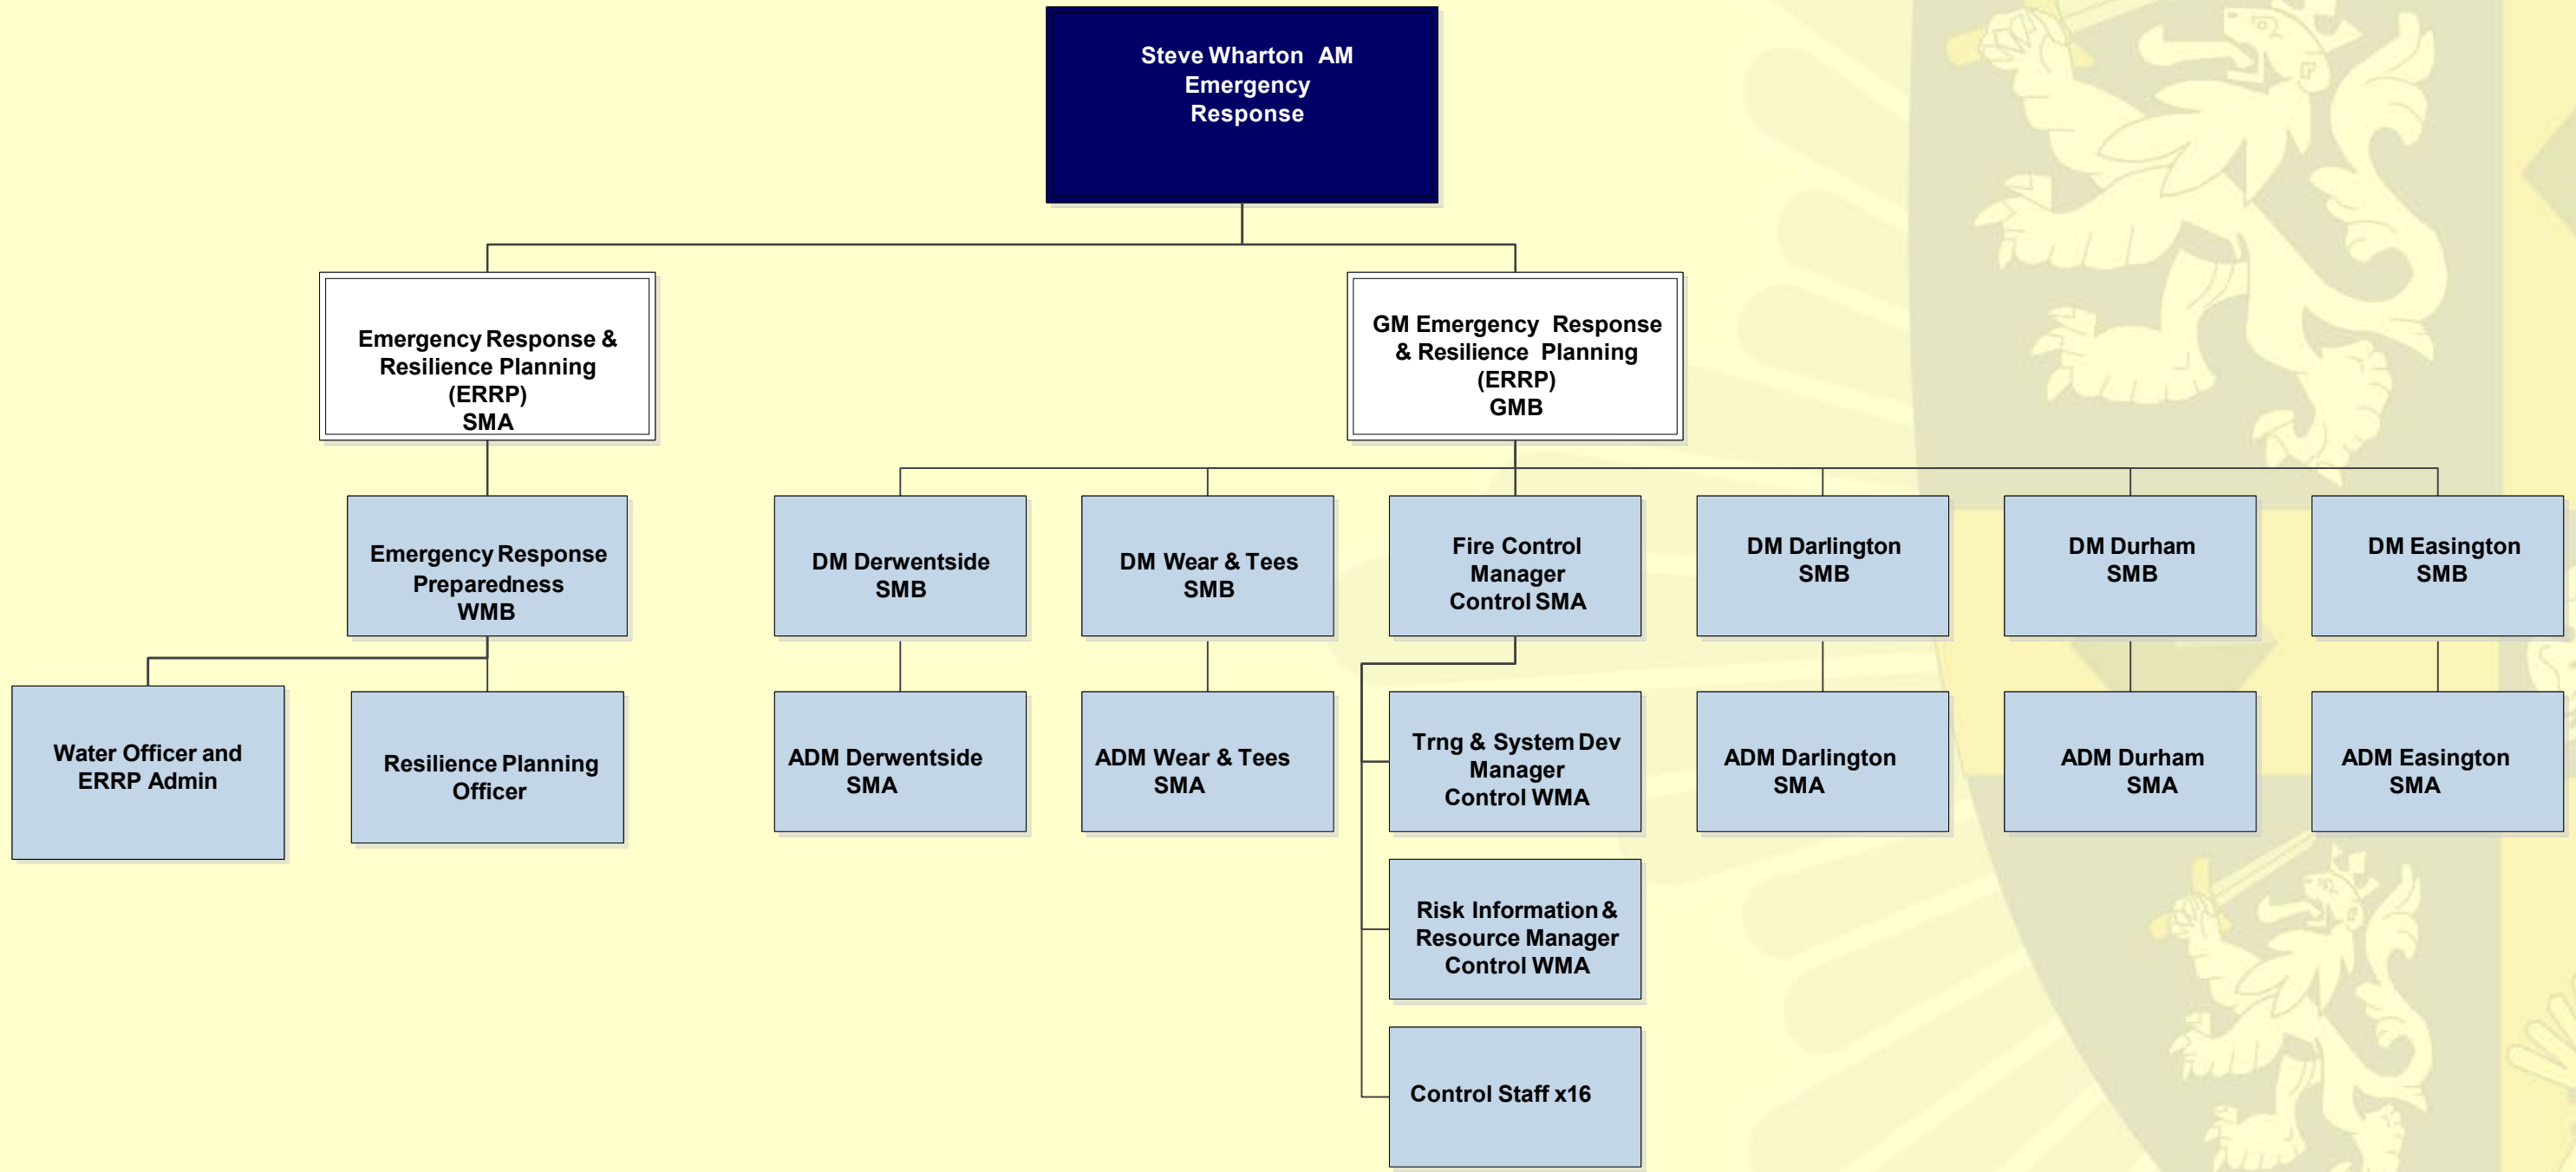 Steve Wharton AM
Emergency
Response
Emergency Response &
Resilience Planning
(ERRP)
SMA
GM Emergency Response
& Resilience Planning
(ERRP)
GMB
Emergency Response
Preparedness
WMB
DM Derwentside
SMB
DM Wear & Tees
SMB
Fire Control
Manager
Control SMA
DM Darlington
SMB
DM Durham
SMB
DM Easington
SMB
Water Officer and
ERRP Admin
Resilience Planning
Officer
ADM Derwentside
SMA
ADM Wear & Tees
SMA
Trng & System Dev
Manager
Control WMA
ADM Darlington
SMA
ADM Durham
SMA
ADM Easington
SMA
Risk Information &
Resource Manager
Control WMA
Control Staff x16